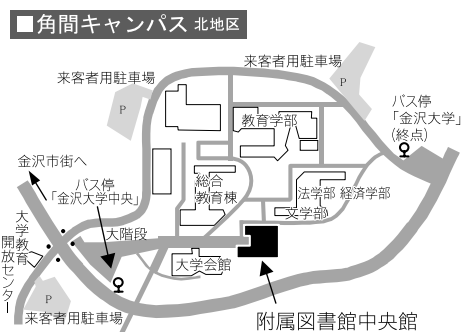 ■角間キャンパス 北地区
来客者用駐車場
P
来客者用駐車場
P
バス停
「金沢大学」
(終点)
教育学部
金沢市街へ
バス停
「金沢大学中央」
総合
教育棟
法学部 経済学部
文学部
大学教育
開放センター
大階段
大学会館
P
来客者用駐車場
附属図書館中央館